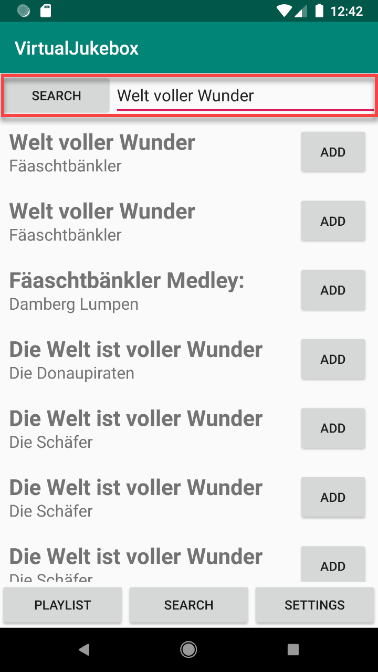 12:42
VirtualJukebox
SEARCH Welt voller Wunder
Welt voller Wunder
Fäaschtbänkler
ADD
Welt voller Wunder
Fäaschtbänkler
ADD
Fäaschtbänkler Medley:
Damberg Lumpen
ADD
Die Welt ist voller Wunder
Die Donaupiraten
ADD
Die Welt ist voller Wunder
Die Schäfer
ADD
Die Welt ist voller Wunder
Die Schäfer
ADD
Die Welt ist voller Wunder
Die Schäfer
ADD
PLAYLIST SEARCH SETTINGS